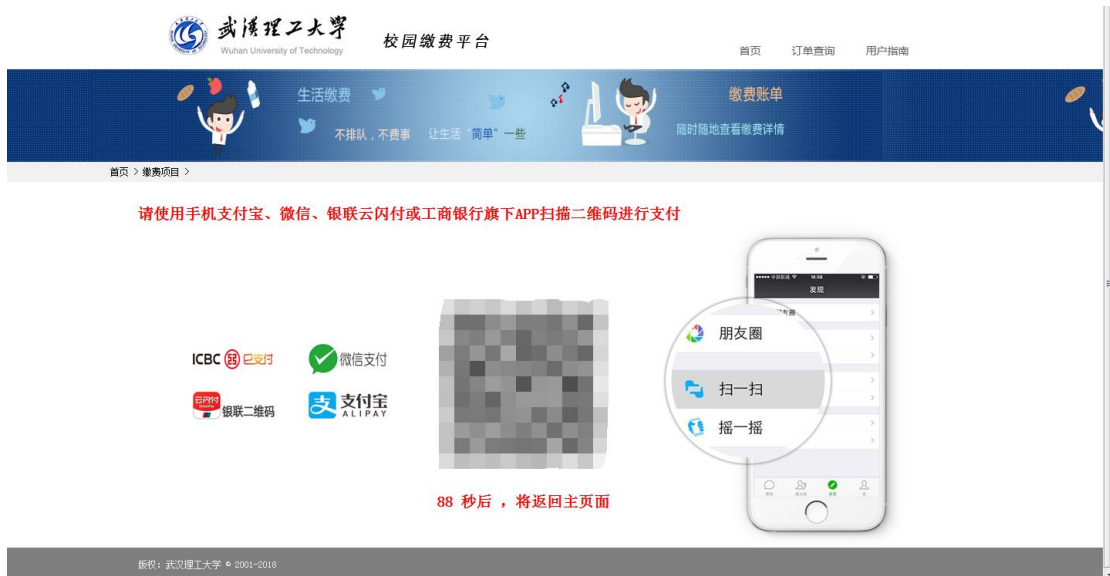 武汉理工大学
Wuhan University of Technology
校园缴费平台
首页 订单查询 用户指南
生活缴费
不排队,不费事 让生活“简单”一些
缴费账单
随时随地查看缴费详情
首页 > 缴费项目 >
请使用手机支付宝、微信、银联云闪付或工商银行旗下APP扫描二维码进行支付
ICBC e支付
微信支付
云闪付
银联二维码
支 支付宝
ALIPAY
发现
朋友圈
扫一扫
摇一摇
88 秒后 ,将返回主页面
版权:武汉理工大学 © 2001-2018